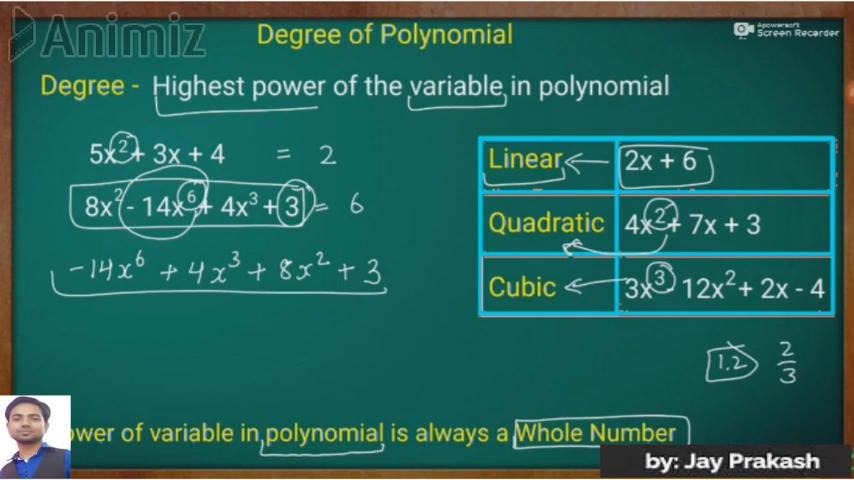 Animiz
Degree of Polynomial
Apowersoft
Screen Recorder
Degree - Highest power of the variable in polynomial
5x² + 3x + 4 = 2
8x² - 14x⁶ + 4x³ + 3 = 6
-14x⁶ + 4x³ + 8x² + 3
Linear 2x + 6
Quadratic 4x² + 7x + 3
Cubic 3x³ 12x² + 2x - 4
1.2 2/3
ower of variable in polynomial is always a Whole Number
by: Jay Prakash